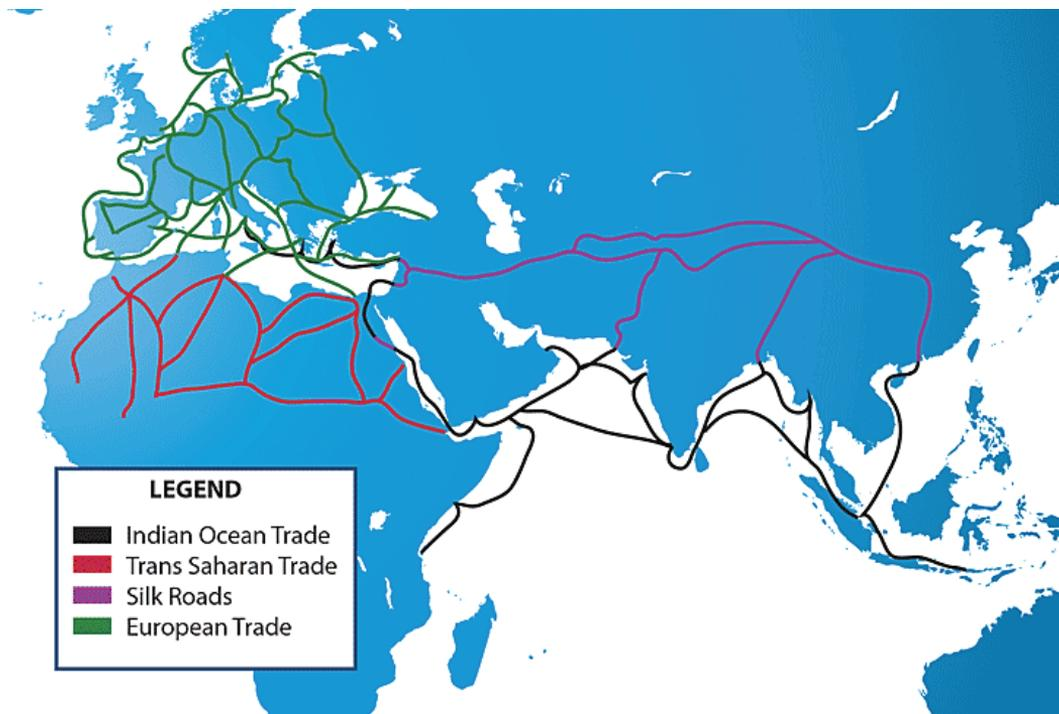 LEGEND
Indian Ocean Trade
Trans Saharan Trade
Silk Roads
European Trade